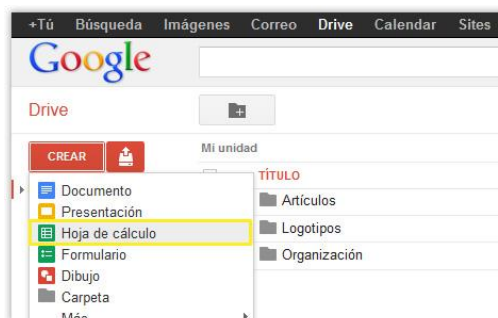 +Tú Búsqueda Imágenes Correo Drive Calendar Sites
Google
Drive
CREAR
Mi unidad
TÍTULO
Documento
Presentación
Hoja de cálculo
Formulario
Dibujo
Carpeta
Más
Artículos
Logotipos
Organización